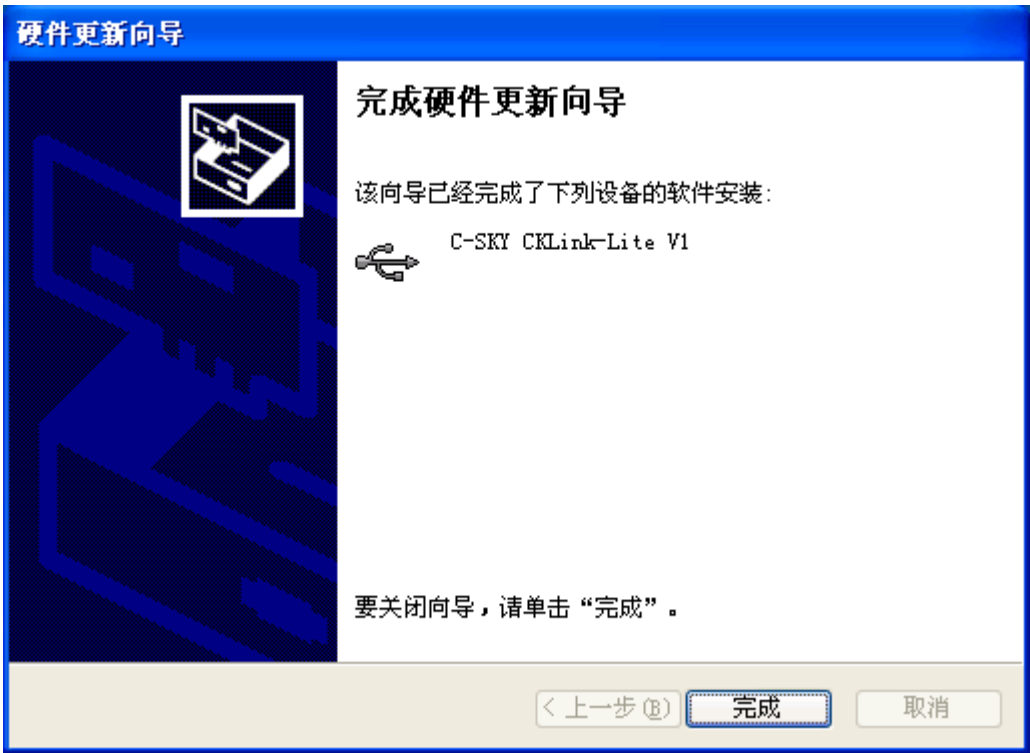 硬件更新向导
完成硬件更新向导
该向导已经完成了下列设备的软件安装:
C-SKY CKLink-Lite V1
要关闭向导，请单击“完成”。
< 上一步(B)
完成
取消